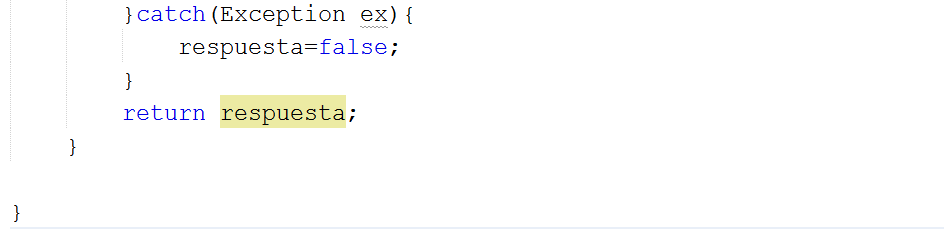 }catch(Exception ex){
respuesta=false;
}
return respuesta;
}
}